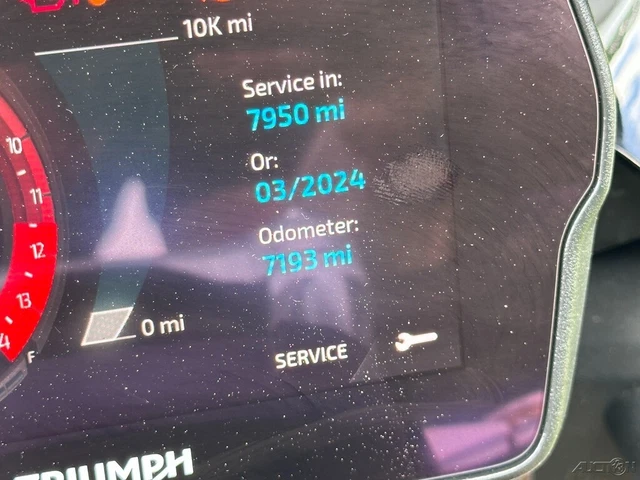 10K mi
Service in:
7950 mi
Or:
03/2024
Odometer:
7193 mi
10
11
12
13
4
F
0 mi
SERVICE
TRIUMPH